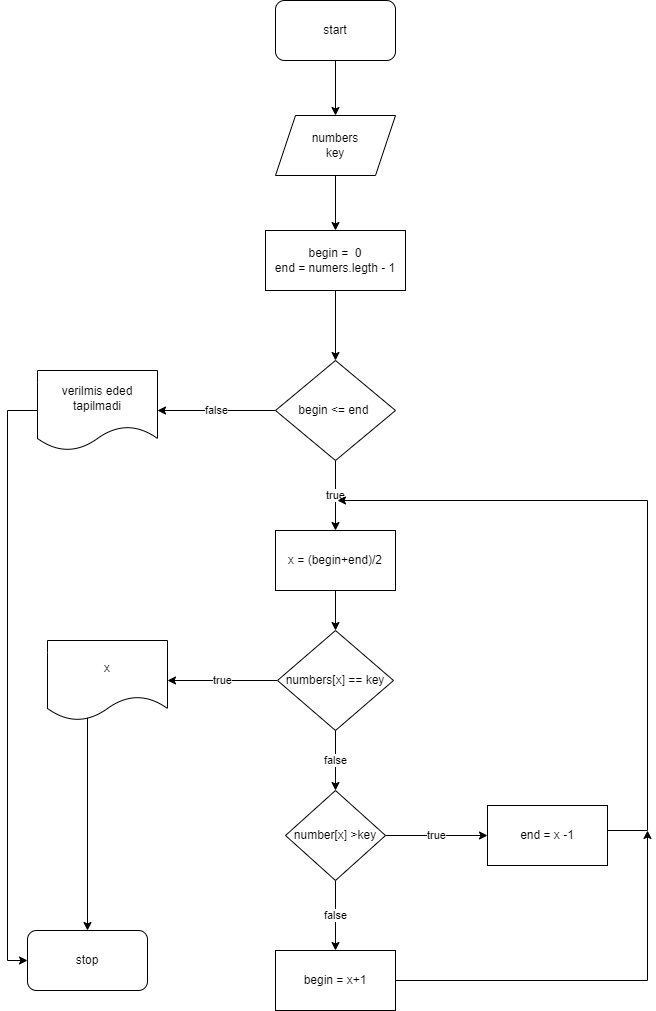 start
numbers
key
begin = 0
end = numers.legth - 1
verilmis eded
tapilmadi
false
begin <= end
true
x = (begin+end)/2
x
true
numbers[x] == key
false
number[x] >key
true
end = x -1
false
stop
begin = x+1